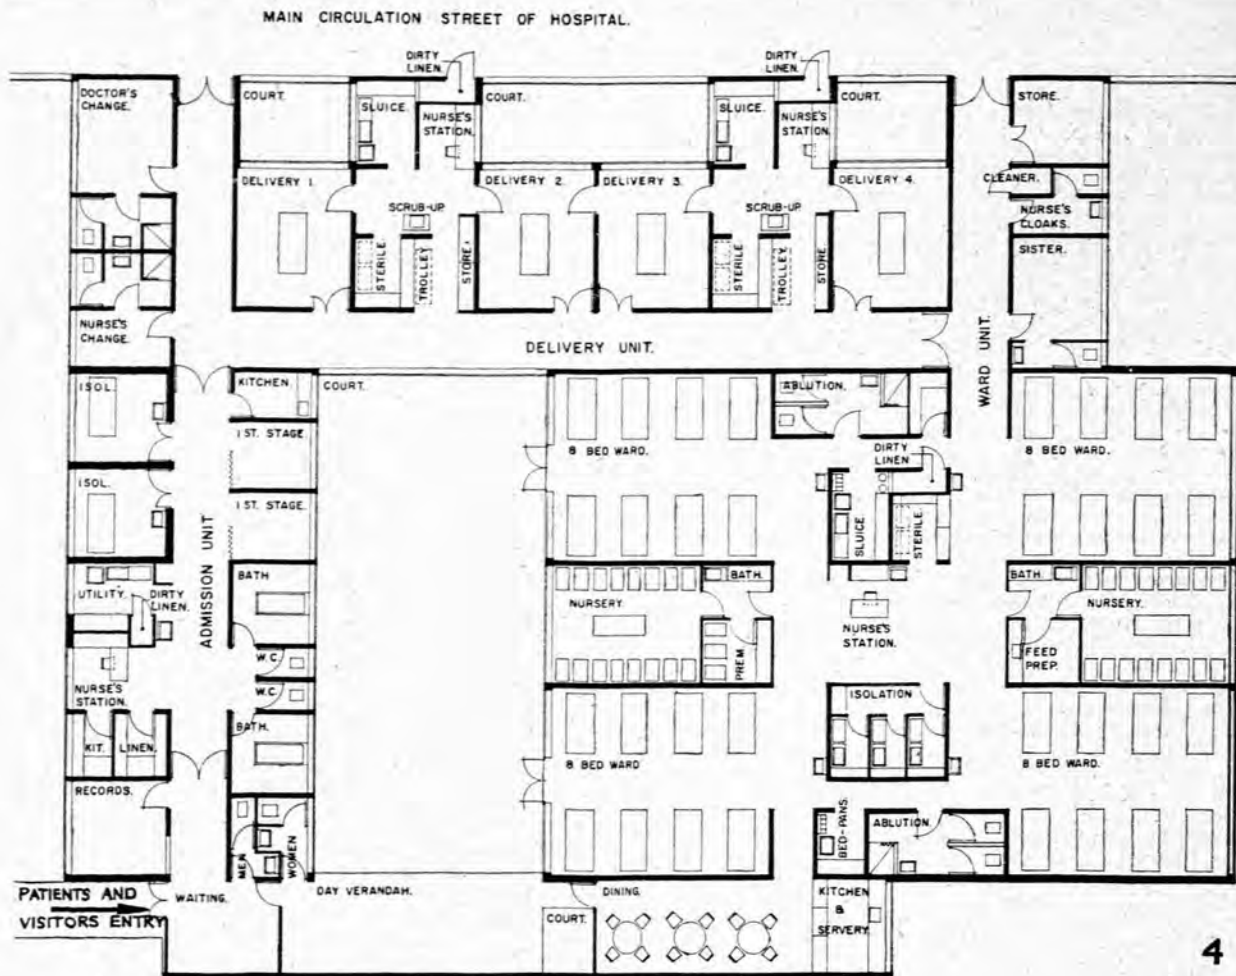 MAIN CIRCULATION STREET OF HOSPITAL.
DIRTY
LINEN.
DIRTY
LINEN.
DOCTOR'S
CHANGE.
COURT.
SLUICE.
NURSE'S
STATION.
COURT.
SLUICE.
NURSE'S
STATION.
COURT.
STORE.
DELIVERY 1.
SCRUB-UP.
STERILE.
TROLLEY
STORE.
DELIVERY 2.
DELIVERY 3.
SCRUB-UP.
STERILE.
TROLLEY.
STORE.
DELIVERY 4.
CLEANER.
NURSE'S
CLOAKS.
SISTER.
NURSE'S
CHANGE.
DELIVERY UNIT.
WARD UNIT.
ISOL.
KITCHEN.
COURT.
ABLUTION.
1 ST. STAGE.
8 BED WARD.
DIRTY
LINEN
8 BED WARD.
ISOL.
1 ST. STAGE.
SLUICE
STERILE.
ADMISSION UNIT
UTILITY.
DIRTY
LINEN.
BATH
NURSERY.
BATH.
PREM.
NURSE'S
STATION.
BATH.
FEED
PREP.
NURSERY.
W.C.
NURSE'S
STATION.
W.C.
BATH.
ISOLATION
KIT.
LINEN.
8 BED WARD
8 BED WARD.
RECORDS.
MEN
WOMEN
BED-PANS.
ABLUTION.
PATIENTS AND
VISITORS ENTRY
WAITING.
DAY VERANDAH.
DINING.
COURT.
KITCHEN
&
SERVERY.
4